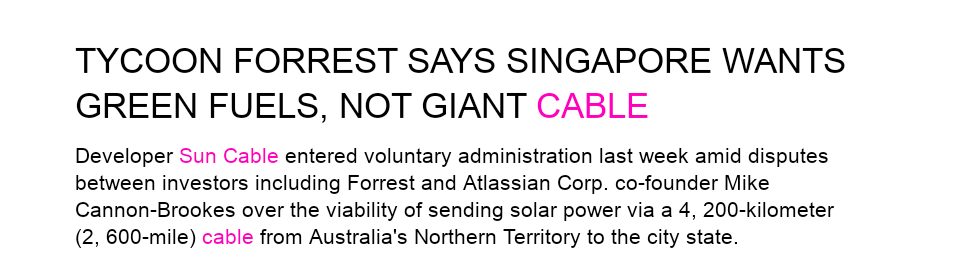 TYCOON FORREST SAYS SINGAPORE WANTS
GREEN FUELS, NOT GIANT CABLE
Developer Sun Cable entered voluntary administration last week amid disputes
between investors including Forrest and Atlassian Corp. co-founder Mike
Cannon-Brookes over the viability of sending solar power via a 4, 200-kilometer
(2, 600-mile) cable from Australia's Northern Territory to the city state.